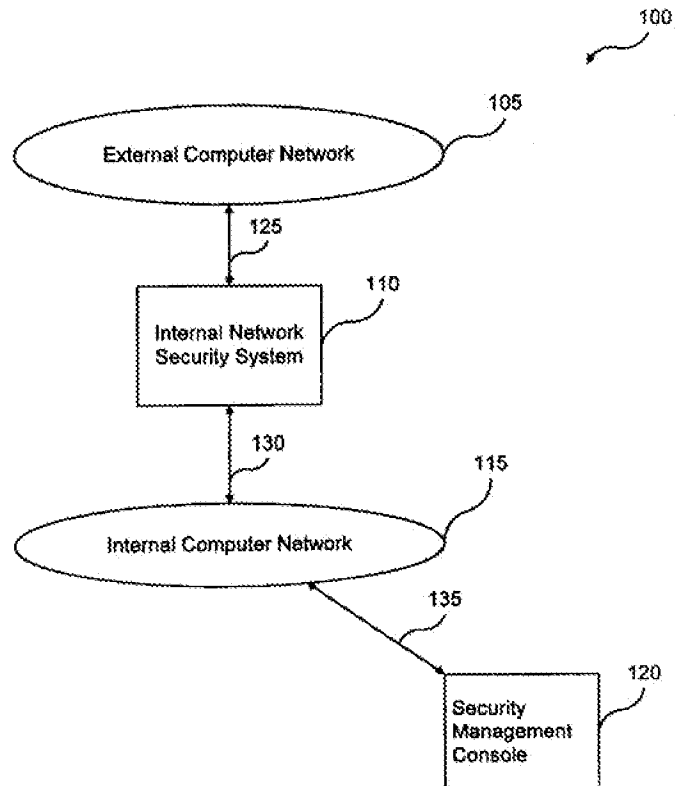 100
105
External Computer Network
125
110
Internal Network
Security System
130
115
Internal Computer Network
135
120
Security
Management
Console